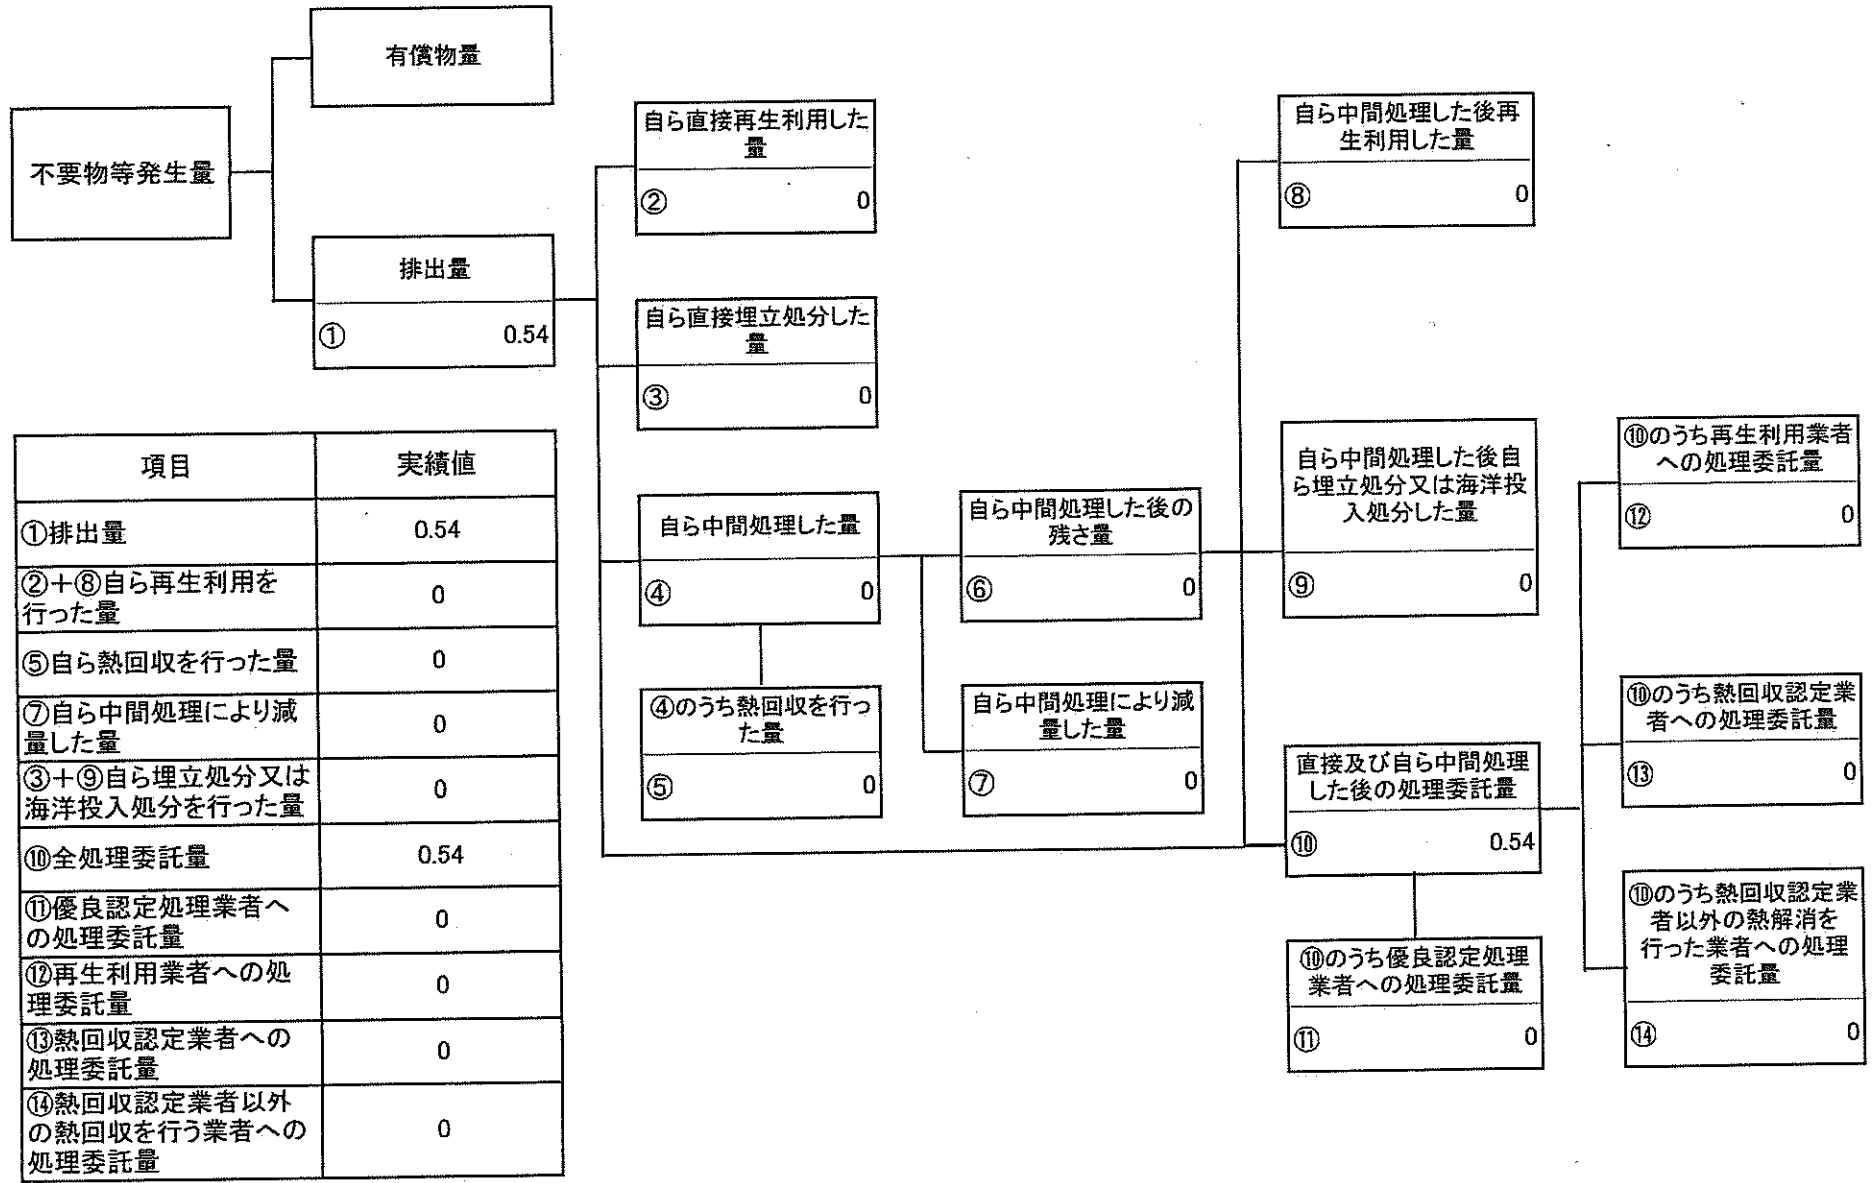 有償物量
不要物等発生量
排出量
① 0.54
自ら直接再生利用した
量
② 0
自ら直接埋立処分した
量
③ 0
自ら中間処理した量
④ 0
④のうち熱回収を行っ
た量
⑤ 0
自ら中間処理した後の
残さ量
⑥ 0
自ら中間処理により減
量した量
⑦ 0
自ら中間処理した後再
生利用した量
⑧ 0
自ら中間処理した後自
ら埋立処分又は海洋投
入処分した量
⑨ 0
直接及び自ら中間処理
した後の処理委託量
⑩ 0.54
⑩のうち優良認定処理
業者への処理委託量
⑪ 0
⑩のうち再生利用業者
への処理委託量
⑫ 0
⑩のうち熱回収認定業
者への処理委託量
⑬ 0
⑩のうち熱回収認定業
者以外の熱解消を
行った業者への処理
委託量
⑭ 0
項目 実績値
①排出量 0.54
②＋⑧自ら再生利用を
行った量 0
⑤自ら熱回収を行った量 0
⑦自ら中間処理により減
量した量 0
③＋⑨自ら埋立処分又は
海洋投入処分を行った量 0
⑩全処理委託量 0.54
⑪優良認定処理業者へ
の処理委託量 0
⑫再生利用業者への処
理委託量 0
⑬熱回収認定業者への
処理委託量 0
⑭熱回収認定業者以外
の熱回収を行う業者への
処理委託量 0